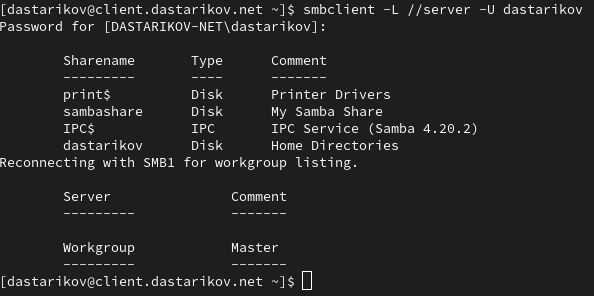 [dastarikov@client.dastarikov.net ~]$ smbclient -L //server -U dastarikov
Password for [DASTARIKOV-NET\dastarikov]:
Sharename Type Comment
--------- ---- -------
print$ Disk Printer Drivers
sambashare Disk My Samba Share
IPC$ IPC IPC Service (Samba 4.20.2)
dastarikov Disk Home Directories
Reconnecting with SMB1 for workgroup listing.
Server Comment
--------- -------
Workgroup Master
--------- -------
[dastarikov@client.dastarikov.net ~]$